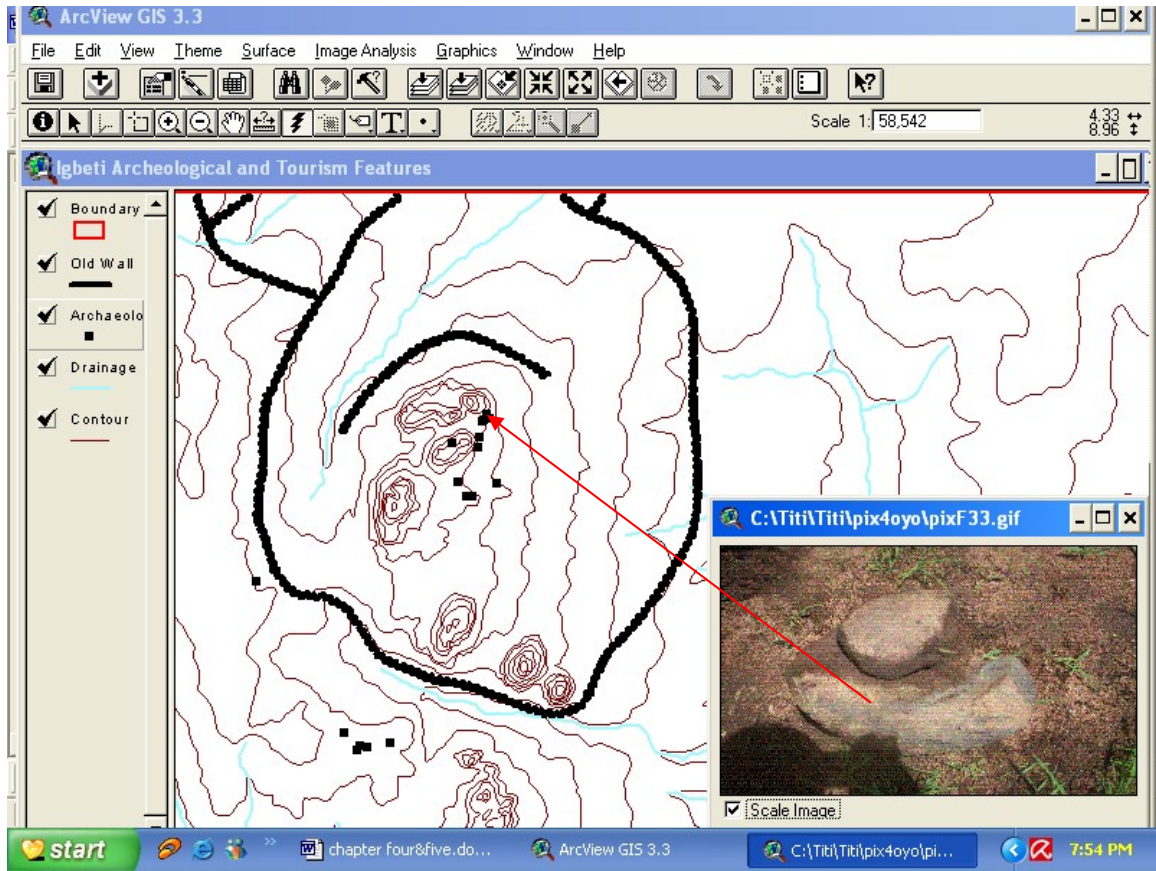 ArcView GIS 3.3
File Edit View Theme Surface Image Analysis Graphics Window Help
Scale 1: 58,542
4.33
8.96
Igbeti Archeological and Tourism Features
Boundary
Old Wall
Archaeolo
Drainage
Contour
C:\Titi\Titi\pix4oyo\pixF33.gif
Scale Image
start
chapter four&five.do...
ArcView GIS 3.3
C:\Titi\Titi\pix4oyo\pi...
7:54 PM